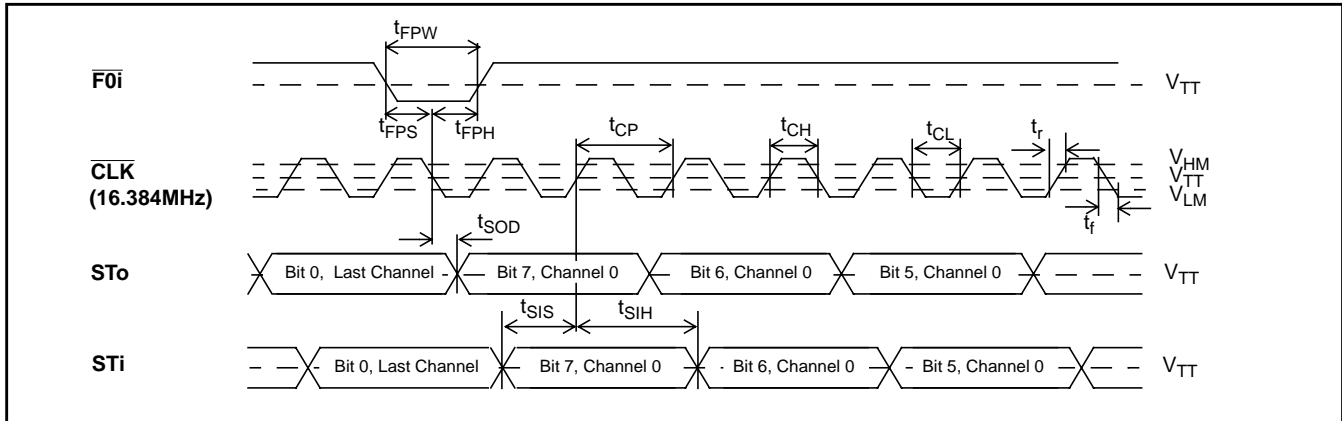 tFPW
F0i
VTT
tFPS
tFPH
tCP
tCH
tCL
tr
CLK
(16.384MHz)
VHM
VTT
VLM
tf
tSOD
STo
Bit 0, Last Channel
Bit 7, Channel 0
Bit 6, Channel 0
Bit 5, Channel 0
VTT
tSIS
tSIH
STi
Bit 0, Last Channel
Bit 7, Channel 0
Bit 6, Channel 0
Bit 5, Channel 0
VTT